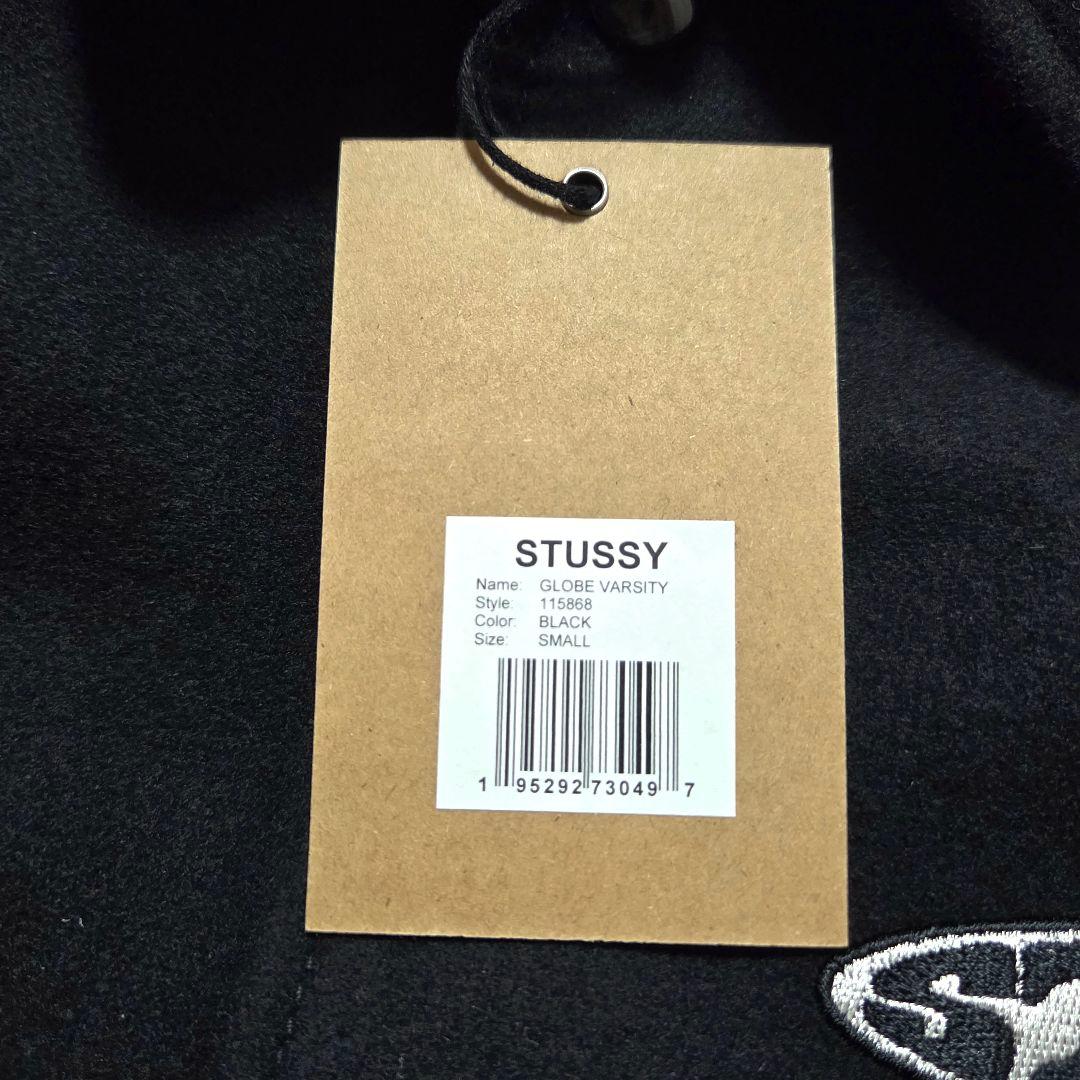 STUSSY
Name: GLOBE VARSITY
Style: 115868
Color: BLACK
Size: SMALL
1 95292 73049 7